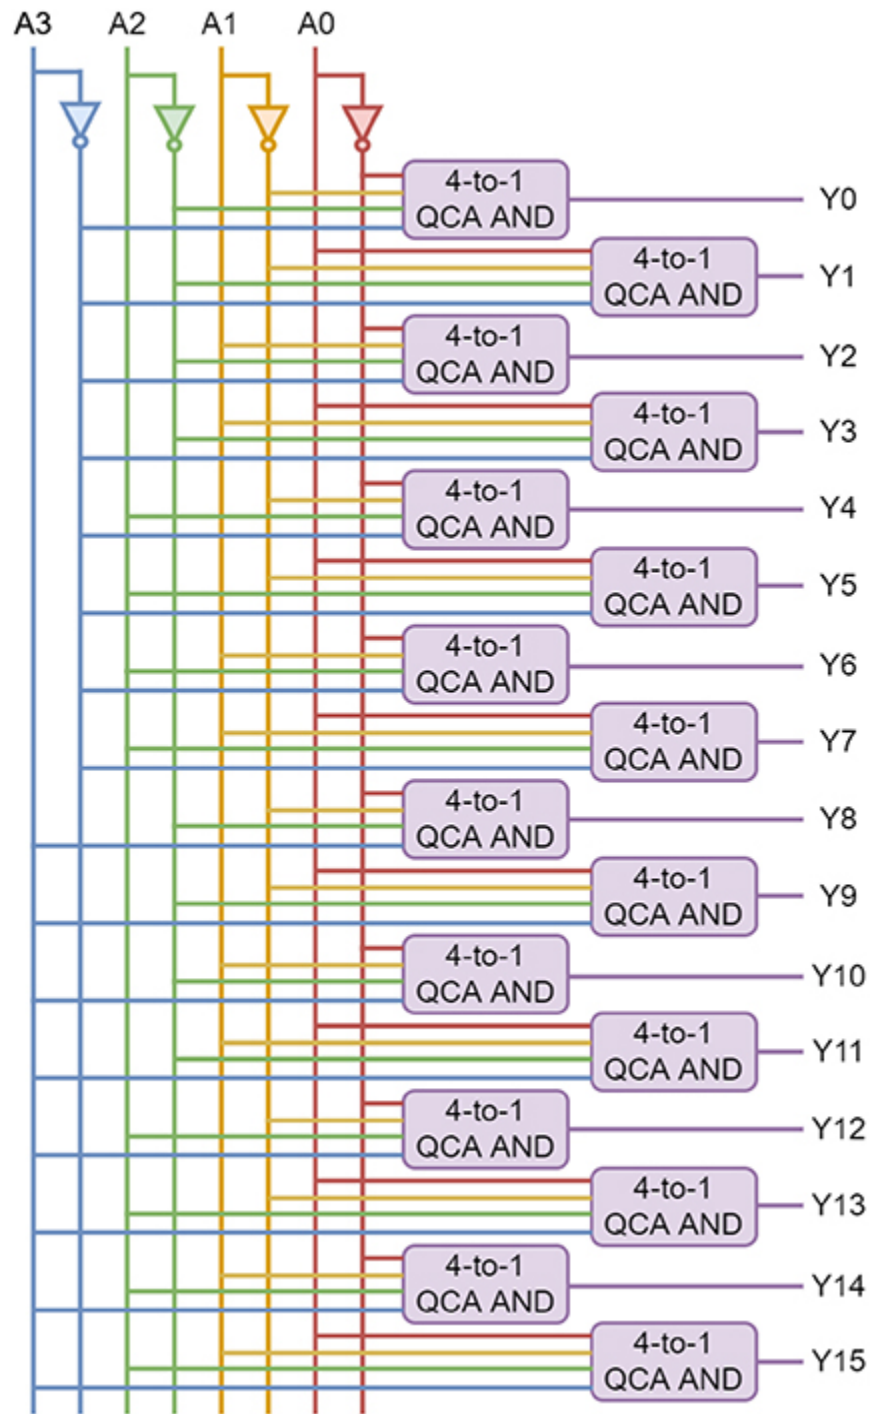 A3 A2 A1 A0
4-to-1
QCA AND
Y0
4-to-1
QCA AND
Y1
4-to-1
QCA AND
Y2
4-to-1
QCA AND
Y3
4-to-1
QCA AND
Y4
4-to-1
QCA AND
Y5
4-to-1
QCA AND
Y6
4-to-1
QCA AND
Y7
4-to-1
QCA AND
Y8
4-to-1
QCA AND
Y9
4-to-1
QCA AND
Y10
4-to-1
QCA AND
Y11
4-to-1
QCA AND
Y12
4-to-1
QCA AND
Y13
4-to-1
QCA AND
Y14
4-to-1
QCA AND
Y15